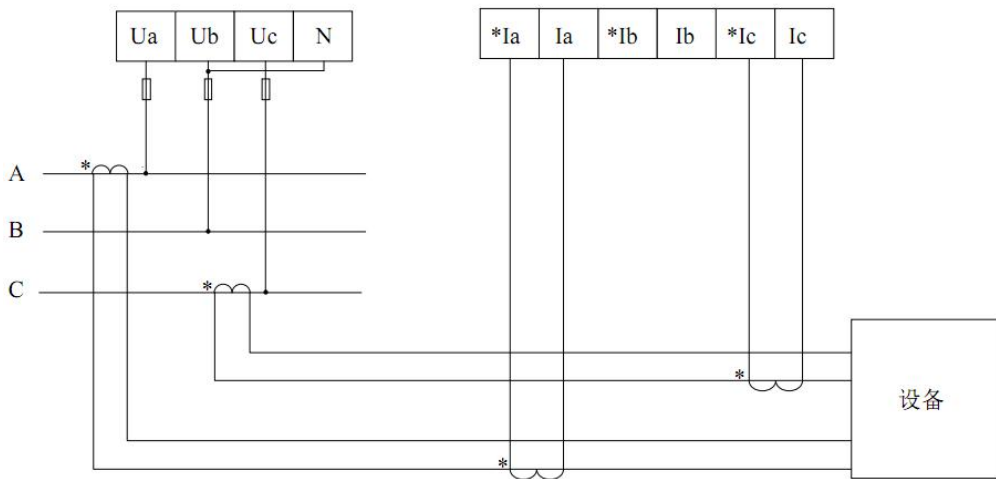 Ua Ub Uc N
*Ia Ia *Ib Ib *Ic Ic
A *
B
C *
*
设备
*